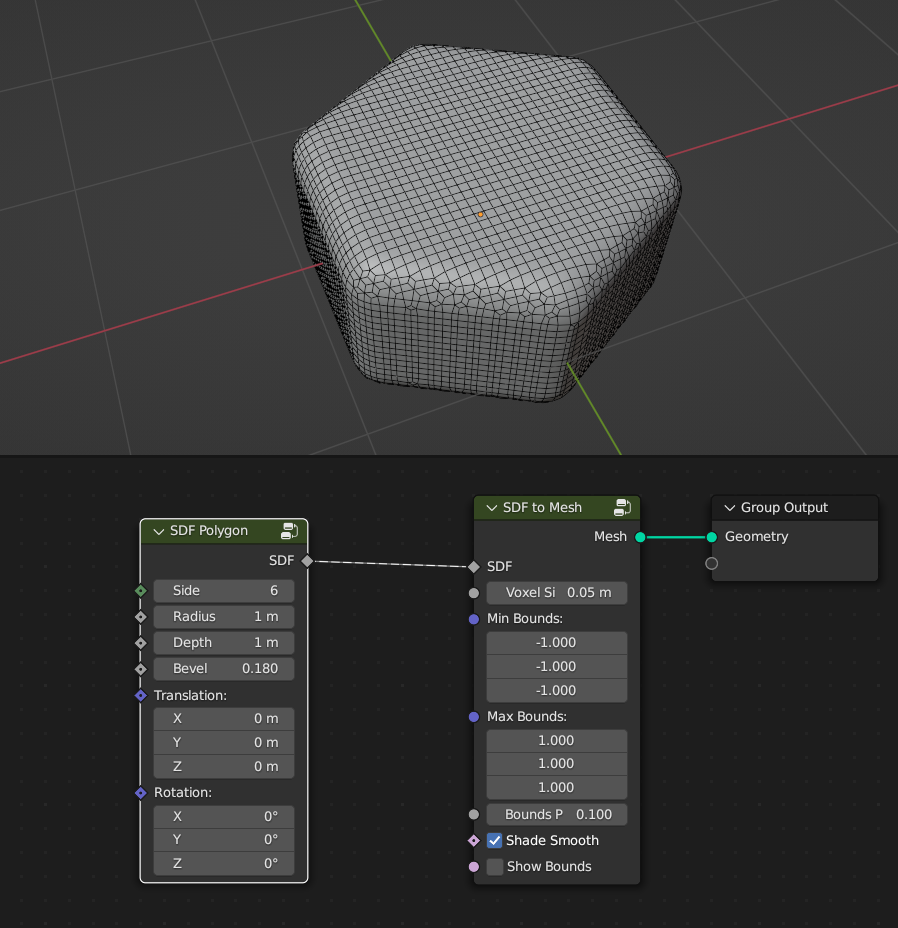 SDF Polygon
SDF
Side 6
Radius 1 m
Depth 1 m
Bevel 0.180
Translation:
X 0 m
Y 0 m
Z 0 m
Rotation:
X 0°
Y 0°
Z 0°
SDF to Mesh
Mesh
SDF
Voxel Si 0.05 m
Min Bounds:
-1.000
-1.000
-1.000
Max Bounds:
1.000
1.000
1.000
Bounds P 0.100
Shade Smooth
Show Bounds
Group Output
Geometry